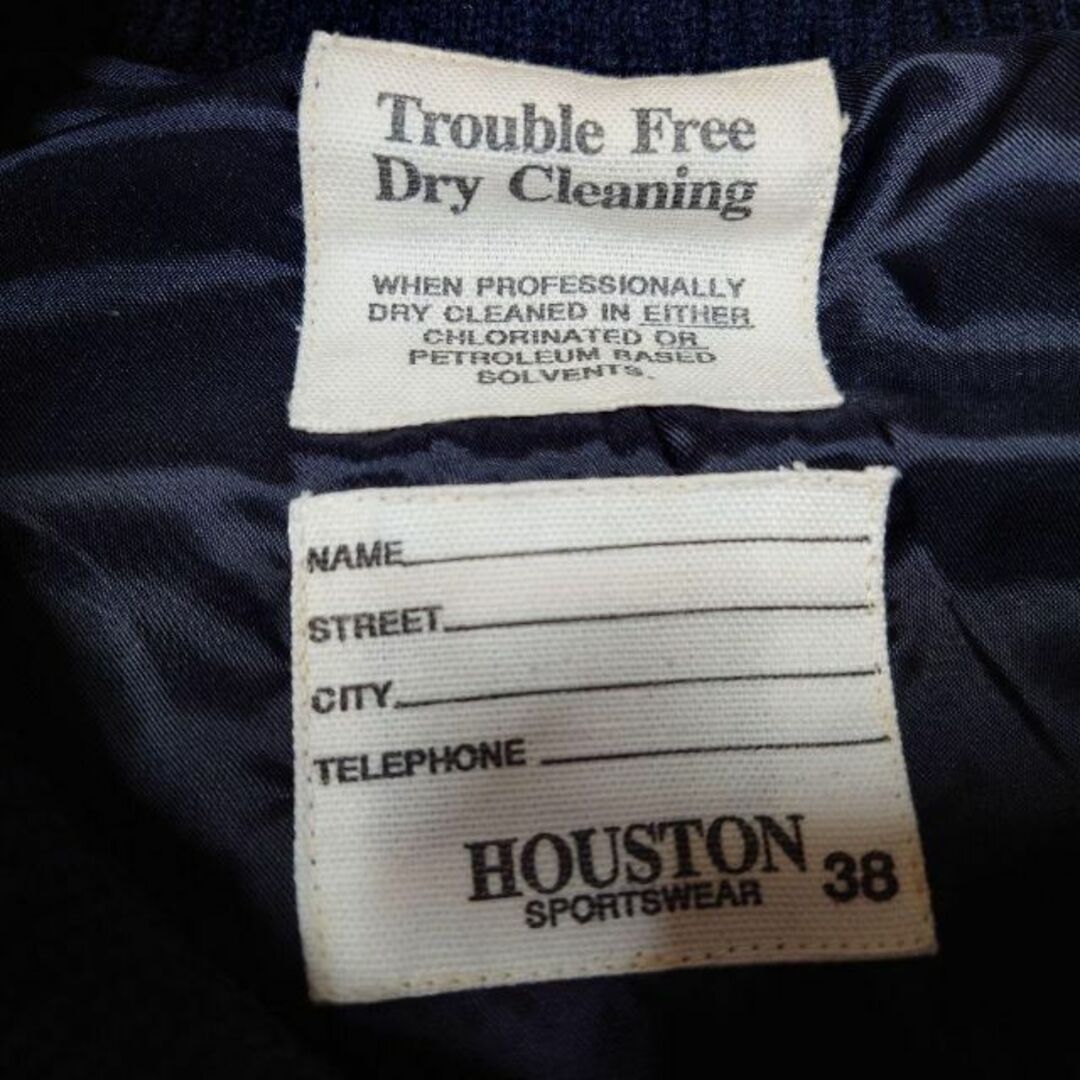 Trouble Free
Dry Cleaning
WHEN PROFESSIONALLY
DRY CLEANED IN EITHER
CHLORINATED OR
PETROLEUM BASED
SOLVENTS.
NAME
STREET
CITY
TELEPHONE
HOUSTON
SPORTSWEAR 38